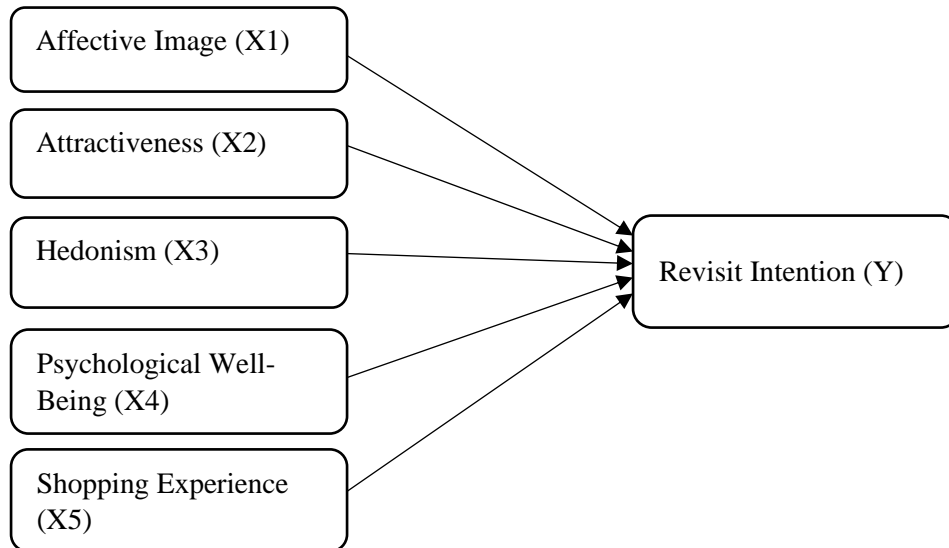 Affective Image (X1)
Attractiveness (X2)
Hedonism (X3)
Revisit Intention (Y)
Psychological Well-
Being (X4)
Shopping Experience
(X5)